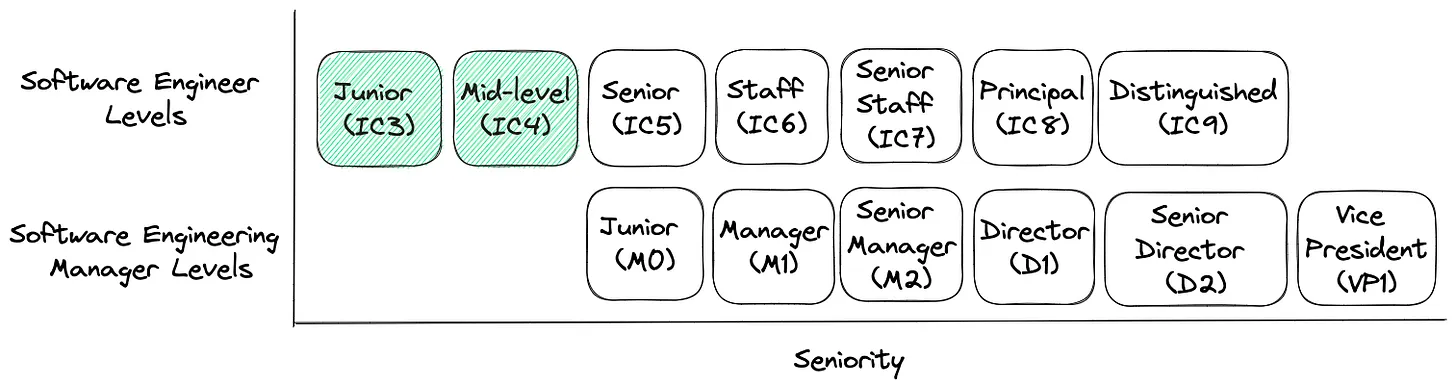 Software Engineer
Levels
Junior
(IC3)
Mid-level
(IC4)
Senior
(IC5)
Staff
(IC6)
Senior
Staff
(IC7)
Principal
(IC8)
Distinguished
(IC9)
Software Engineering
Manager Levels
Junior
(M0)
Manager
(M1)
Senior
Manager
(M2)
Director
(D1)
Senior
Director
(D2)
Vice
President
(VP1)
Seniority